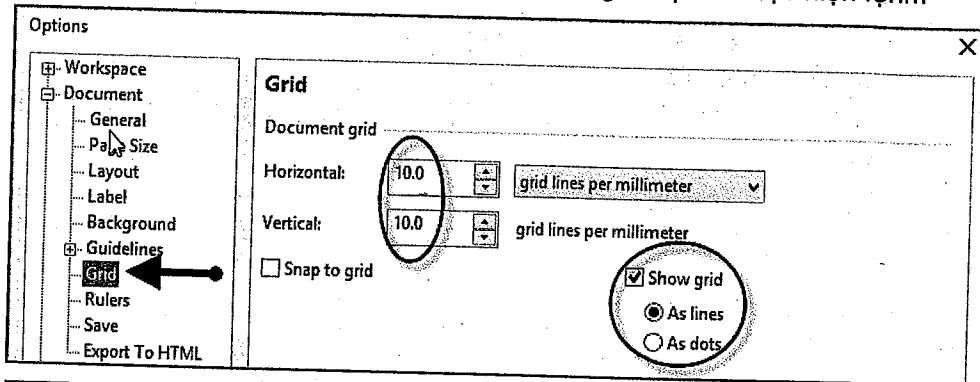 Options
X
Workspace
Document
General
Page Size
Layout
Label
Background
Guidelines
Grid
Rulers
Save
Export To HTML
Grid
Document grid
Horizontal: 10.0 grid lines per millimeter
Vertical: 10.0 grid lines per millimeter
Snap to grid
Show grid
As lines
As dots